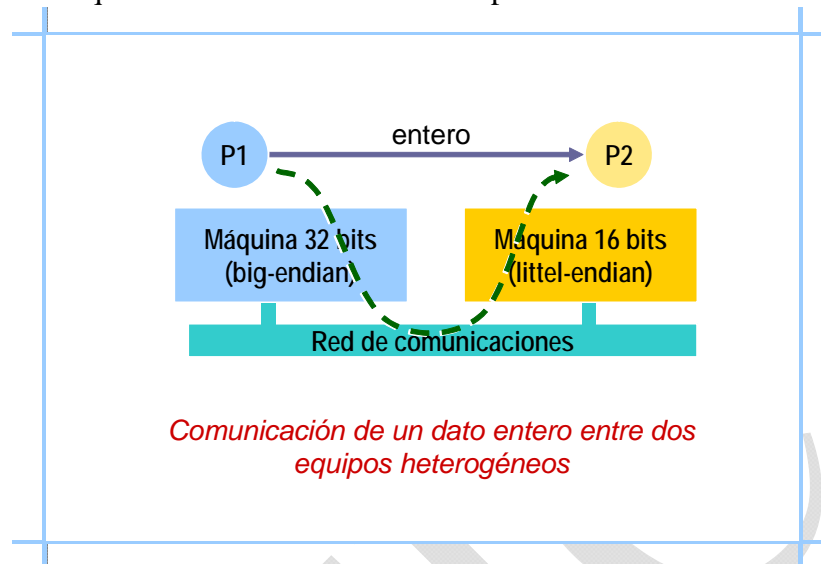 entero
P1
P2
Máquina 32 bits
(big-endian)
Máquina 16 bits
(littel-endian)
Red de comunicaciones
Comunicación de un dato entero entre dos
equipos heterogéneos